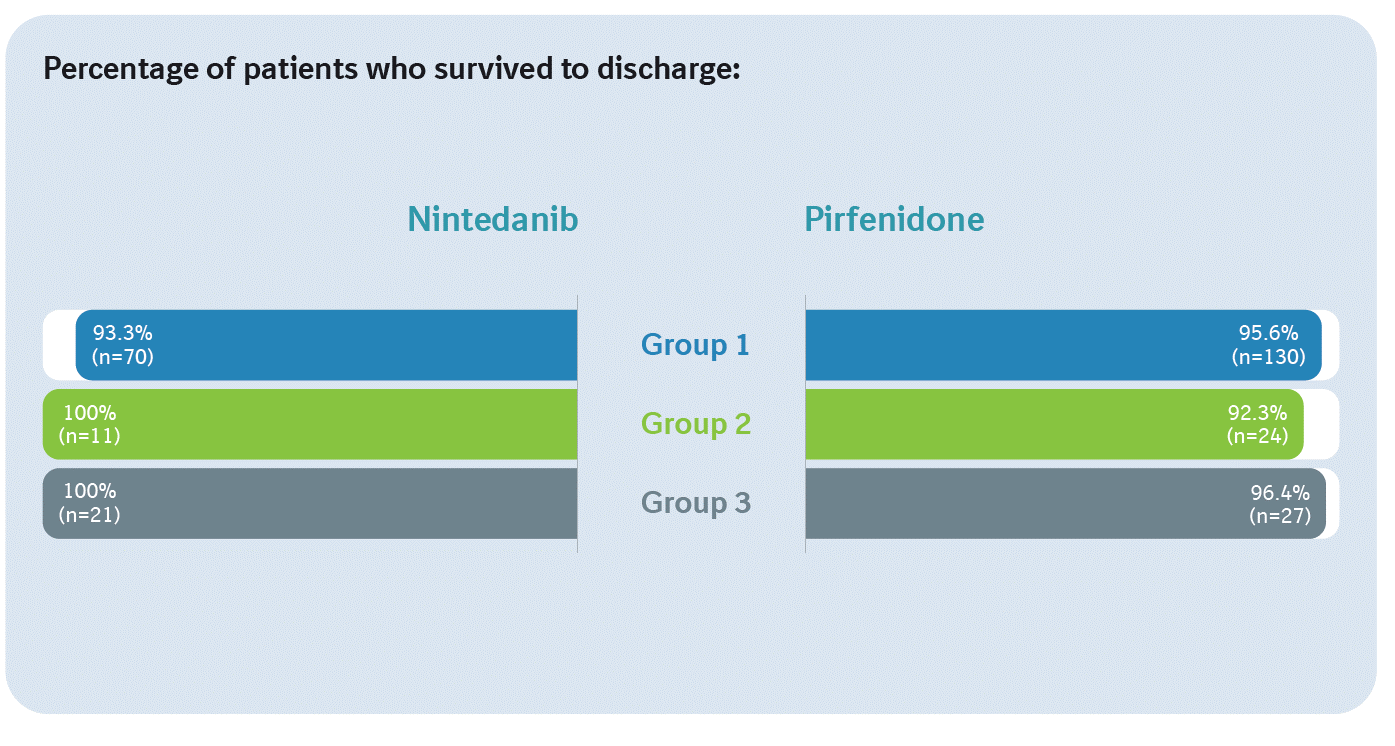 Percentage of patients who survived to discharge:
Nintedanib
Pirfenidone
93.3%
(n=70)
Group 1
95.6%
(n=130)
100%
(n=11)
Group 2
92.3%
(n=24)
100%
(n=21)
Group 3
96.4%
(n=27)